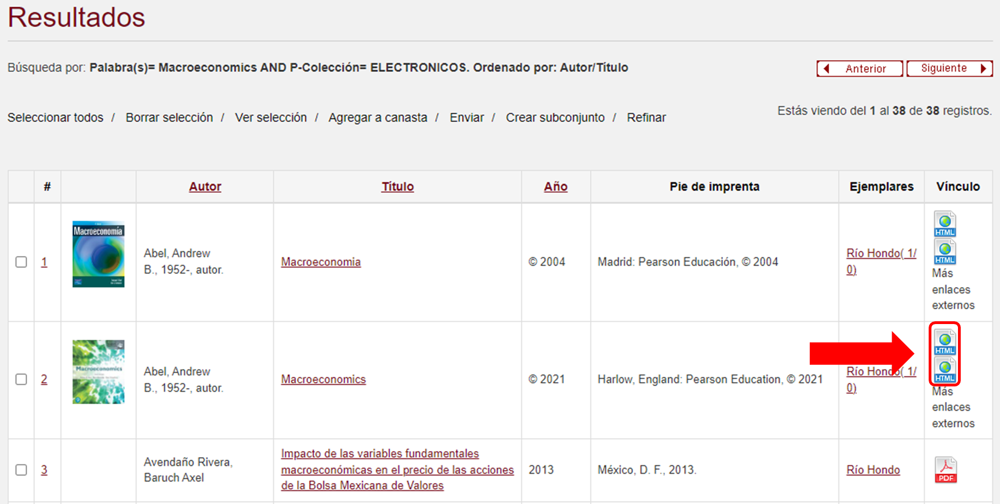 Resultados
Búsqueda por: Palabra(s)= Macroeconomics AND P-Colección= ELECTRONICOS. Ordenado por: Autor/Título
Anterior
Siguiente
Estás viendo del 1 al 38 de 38 registros.
Seleccionar todos / Borrar selección / Ver selección / Agregar a canasta / Enviar / Crear subconjunto / Refinar
# Autor Título Año Pie de imprenta Ejemplares Vínculo
1
Macroeconomía
Abel, Andrew
B., 1952-, autor.
Macroeconomia
© 2004
Madrid: Pearson Educación, © 2004
Río Hondo( 1/
0)
HTML
HTML
Más
enlaces
externos
2
Macroeconomics
Abel, Andrew
B., 1952-, autor.
Macroeconomics
© 2021
Harlow, England: Pearson Education, © 2021
Río Hondo( 1/
0)
HTML
HTML
Más
enlaces
externos
3
Avendaño Rivera,
Baruch Axel
Impacto de las variables fundamentales
macroeconómicas en el precio de las acciones
de la Bolsa Mexicana de Valores
2013
México, D. F., 2013.
Río Hondo
PDF